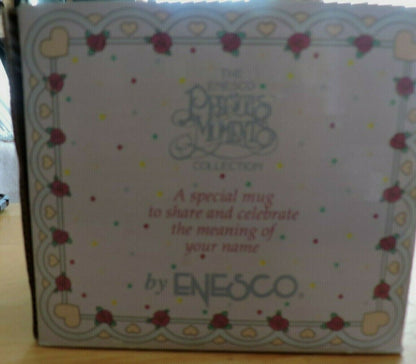 THE
ENESCO
PRECIOUS
MOMENTS
COLLECTION
A special mug
to share and celebrate
the meaning of
your name
by ENESCO®